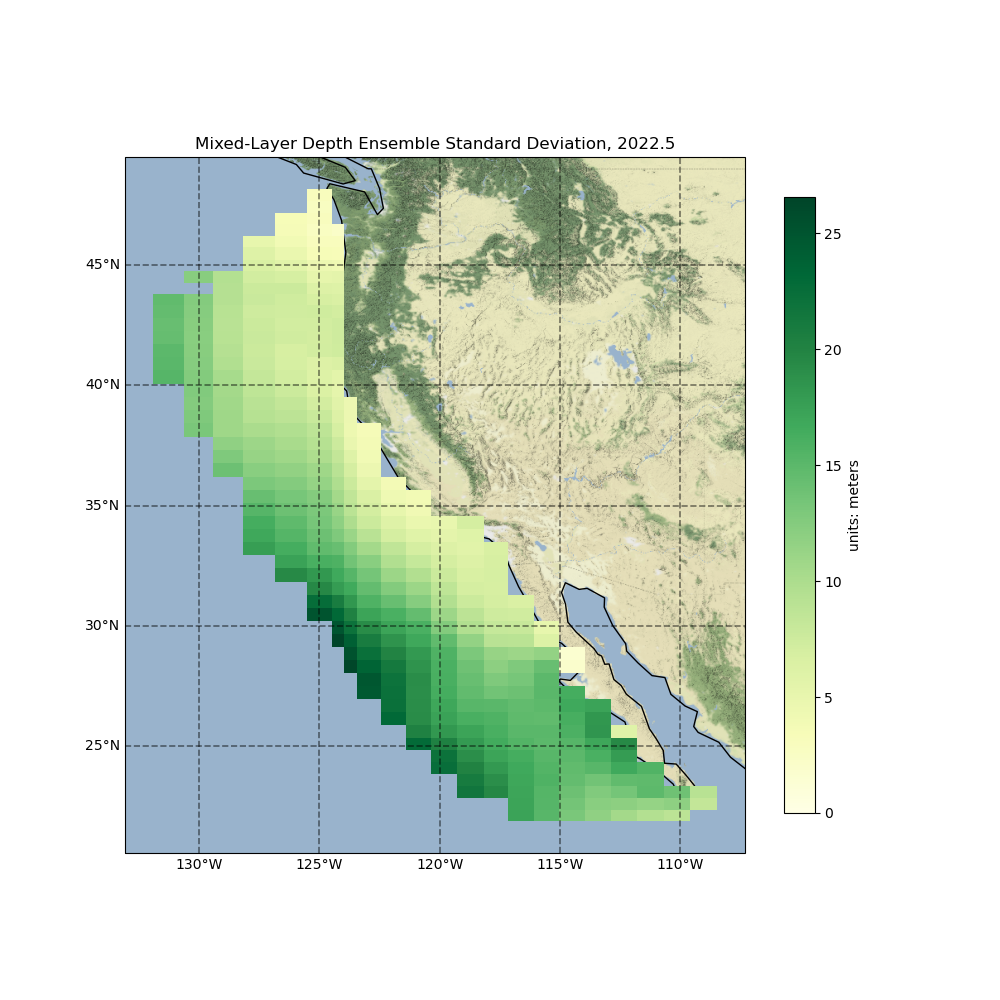 Mixed-Layer Depth Ensemble Standard Deviation, 2022.5
45°N
40°N
35°N
30°N
25°N
130°W
125°W
120°W
115°W
110°W
25
20
15
10
5
0
units: meters